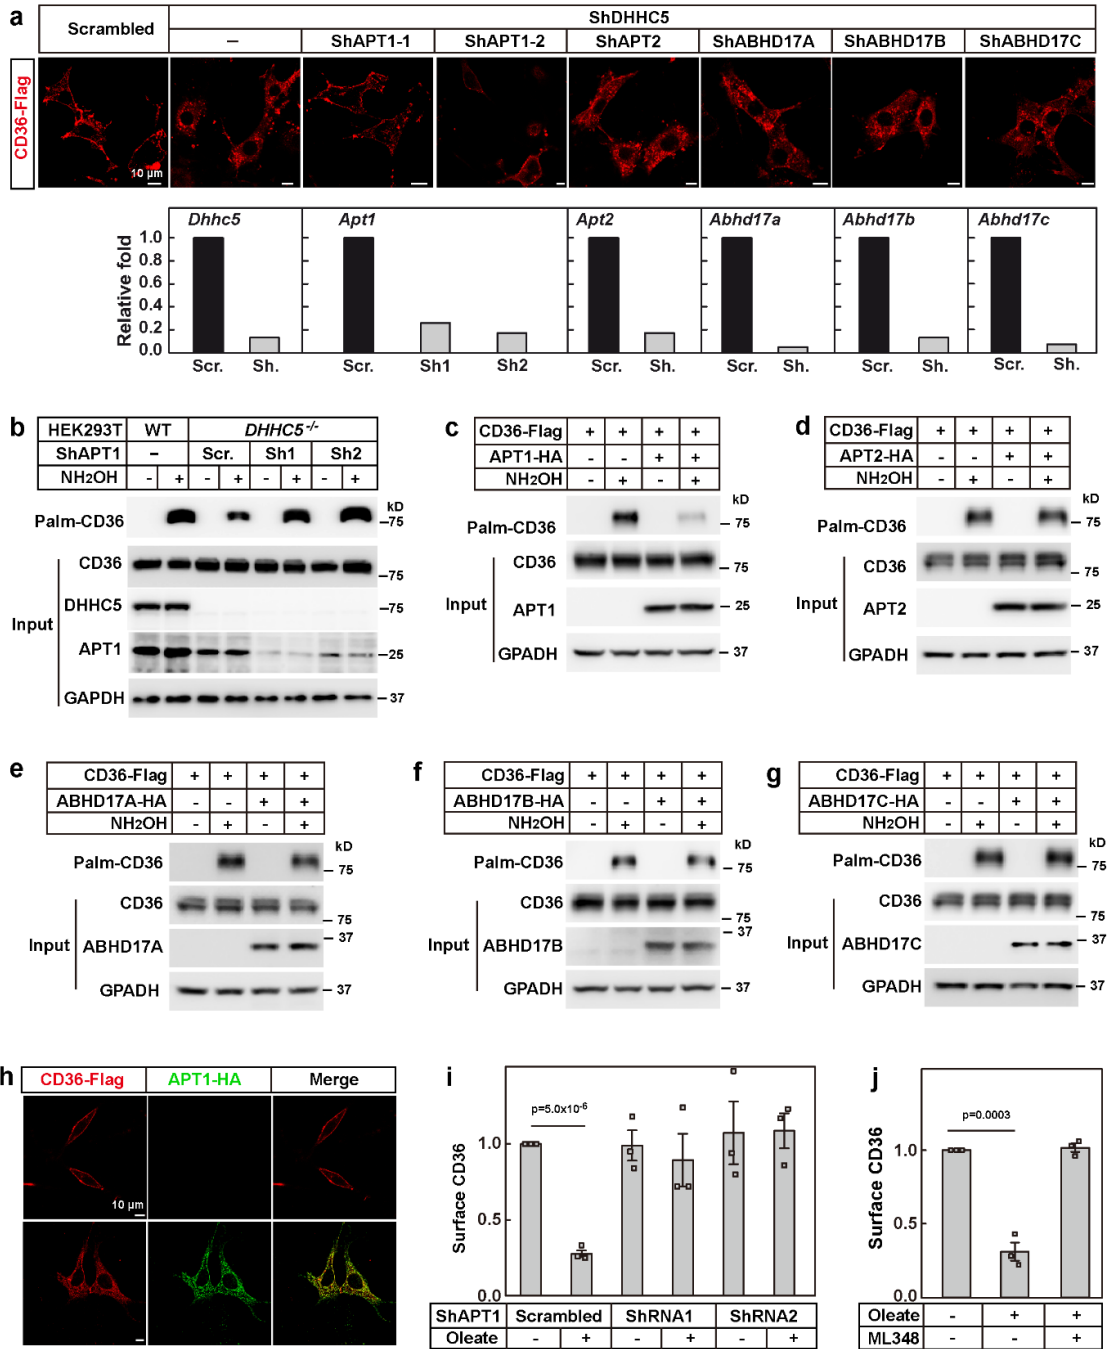 a
Scrambled
ShDHHC5
– ShAPT1-1 ShAPT1-2 ShAPT2 ShABHD17A ShABHD17B ShABHD17C
CD36-Flag
10 µm
Dhhc5 Apt1 Apt2 Abhd17a Abhd17b Abhd17c
Relative fold
1.0
0.8
0.6
0.4
0.2
0.0
Scr. Sh. Scr. Sh1 Sh2 Scr. Sh. Scr. Sh. Scr. Sh. Scr. Sh.
b
HEK293T WT DHHC5-/-
ShAPT1 – Scr. Sh1 Sh2
NH2OH - + - + - + - +
kD
Palm-CD36 –75
CD36 –75
DHHC5 –75
Input
APT1 –25
GAPDH – 37
c
CD36-Flag + + + +
APT1-HA - - + +
NH2OH - + - +
kD
Palm-CD36 – 75
CD36 – 75
Input APT1 – 25
GPADH – 37
d
CD36-Flag + + + +
APT2-HA - - + +
NH2OH - + - +
kD
Palm-CD36 – 75
CD36 – 75
Input APT2 – 25
GPADH – 37
e
CD36-Flag + + + +
ABHD17A-HA - - + +
NH2OH - + - +
kD
Palm-CD36 – 75
CD36 – 75
Input ABHD17A – 37
GPADH – 37
f
CD36-Flag + + + +
ABHD17B-HA - - + +
NH2OH - + - +
kD
Palm-CD36 – 75
CD36 – 75
Input ABHD17B – 37
GPADH – 37
g
CD36-Flag + + + +
ABHD17C-HA - - + +
NH2OH - + - +
kD
Palm-CD36 – 75
CD36 – 75
Input ABHD17C – 37
GPADH – 37
h
CD36-Flag APT1-HA Merge
10 µm
i
p=5.0x10-6
Surface CD36
1.0
0.5
0.0
ShAPT1 Scrambled ShRNA1 ShRNA2
Oleate - + - + - +
j
p=0.0003
Surface CD36
1.0
0.5
0.0
Oleate - + +
ML348 - - +